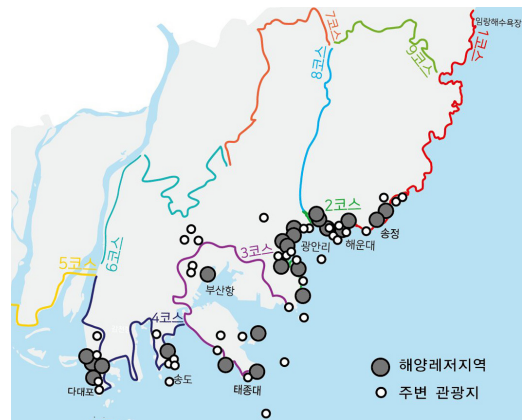 7코스
임랑해수욕장
1코스
8코스
9코스
2코스
송정
해운대
광안리
3코스
6코스
5코스
부산항
4코스
해양레저지역
다대포
송도
태종대
주변 관광지